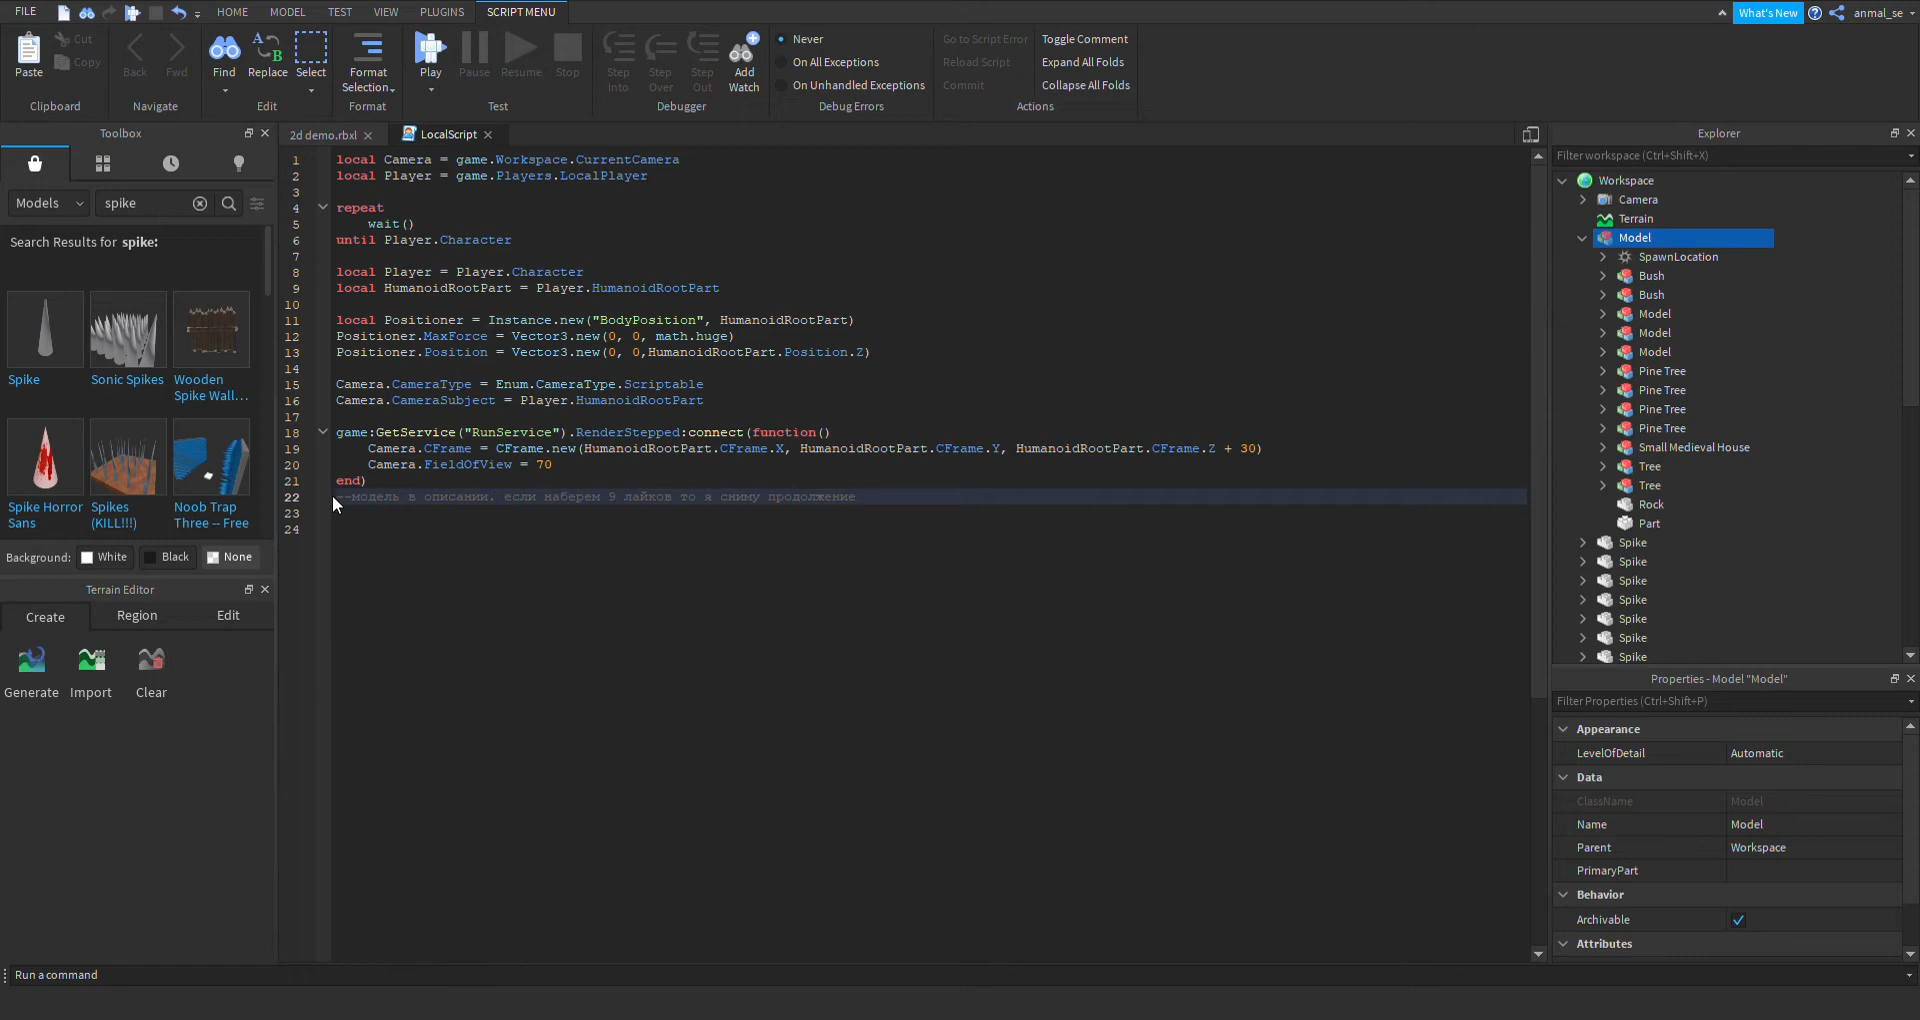 FILE HOME MODEL TEST VIEW PLUGINS SCRIPT MENU What's New anmal_se
Paste Cut Copy
Clipboard
Back Fwd
Navigate
Find Replace Select
Edit
Format Selection
Format
Play Pause Resume Stop
Test
Step Into Step Over Step Out Add Watch
Debugger
Never
On All Exceptions
On Unhandled Exceptions
Debug Errors
Go to Script Error Toggle Comment
Reload Script Expand All Folds
Commit Collapse All Folds
Actions
Toolbox
Models spike
Search Results for spike:
Spike
Sonic Spikes
Wooden Spike Wall...
Spike Horror Sans
Spikes (KILL!!!)
Noob Trap Three -- Free
Background: White Black None
Terrain Editor
Create Region Edit
Generate Import Clear
2d demo.rbxl LocalScript
1 local Camera = game.Workspace.CurrentCamera
2 local Player = game.Players.LocalPlayer
3
4 repeat
5 wait()
6 until Player.Character
7
8 local Player = Player.Character
9 local HumanoidRootPart = Player.HumanoidRootPart
10
11 local Positioner = Instance.new("BodyPosition", HumanoidRootPart)
12 Positioner.MaxForce = Vector3.new(0, 0, math.huge)
13 Positioner.Position = Vector3.new(0, 0,HumanoidRootPart.Position.Z)
14
15 Camera.CameraType = Enum.CameraType.Scriptable
16 Camera.CameraSubject = Player.HumanoidRootPart
17
18 game:GetService("RunService").RenderStepped:connect(function()
19 Camera.CFrame = CFrame.new(HumanoidRootPart.CFrame.X, HumanoidRootPart.CFrame.Y, HumanoidRootPart.CFrame.Z + 30)
20 Camera.FieldOfView = 70
21 end)
22 --модель в описании. если наберем 9 лайков то я сниму продолжение
23
24
Explorer
Filter workspace (Ctrl+Shift+X)
Workspace
Camera
Terrain
Model
SpawnLocation
Bush
Bush
Model
Model
Model
Pine Tree
Pine Tree
Pine Tree
Pine Tree
Small Medieval House
Tree
Tree
Rock
Part
Spike
Spike
Spike
Spike
Spike
Spike
Spike
Properties - Model "Model"
Filter Properties (Ctrl+Shift+P)
Appearance
LevelOfDetail Automatic
Data
ClassName Model
Name Model
Parent Workspace
PrimaryPart
Behavior
Archivable
Attributes
Run a command